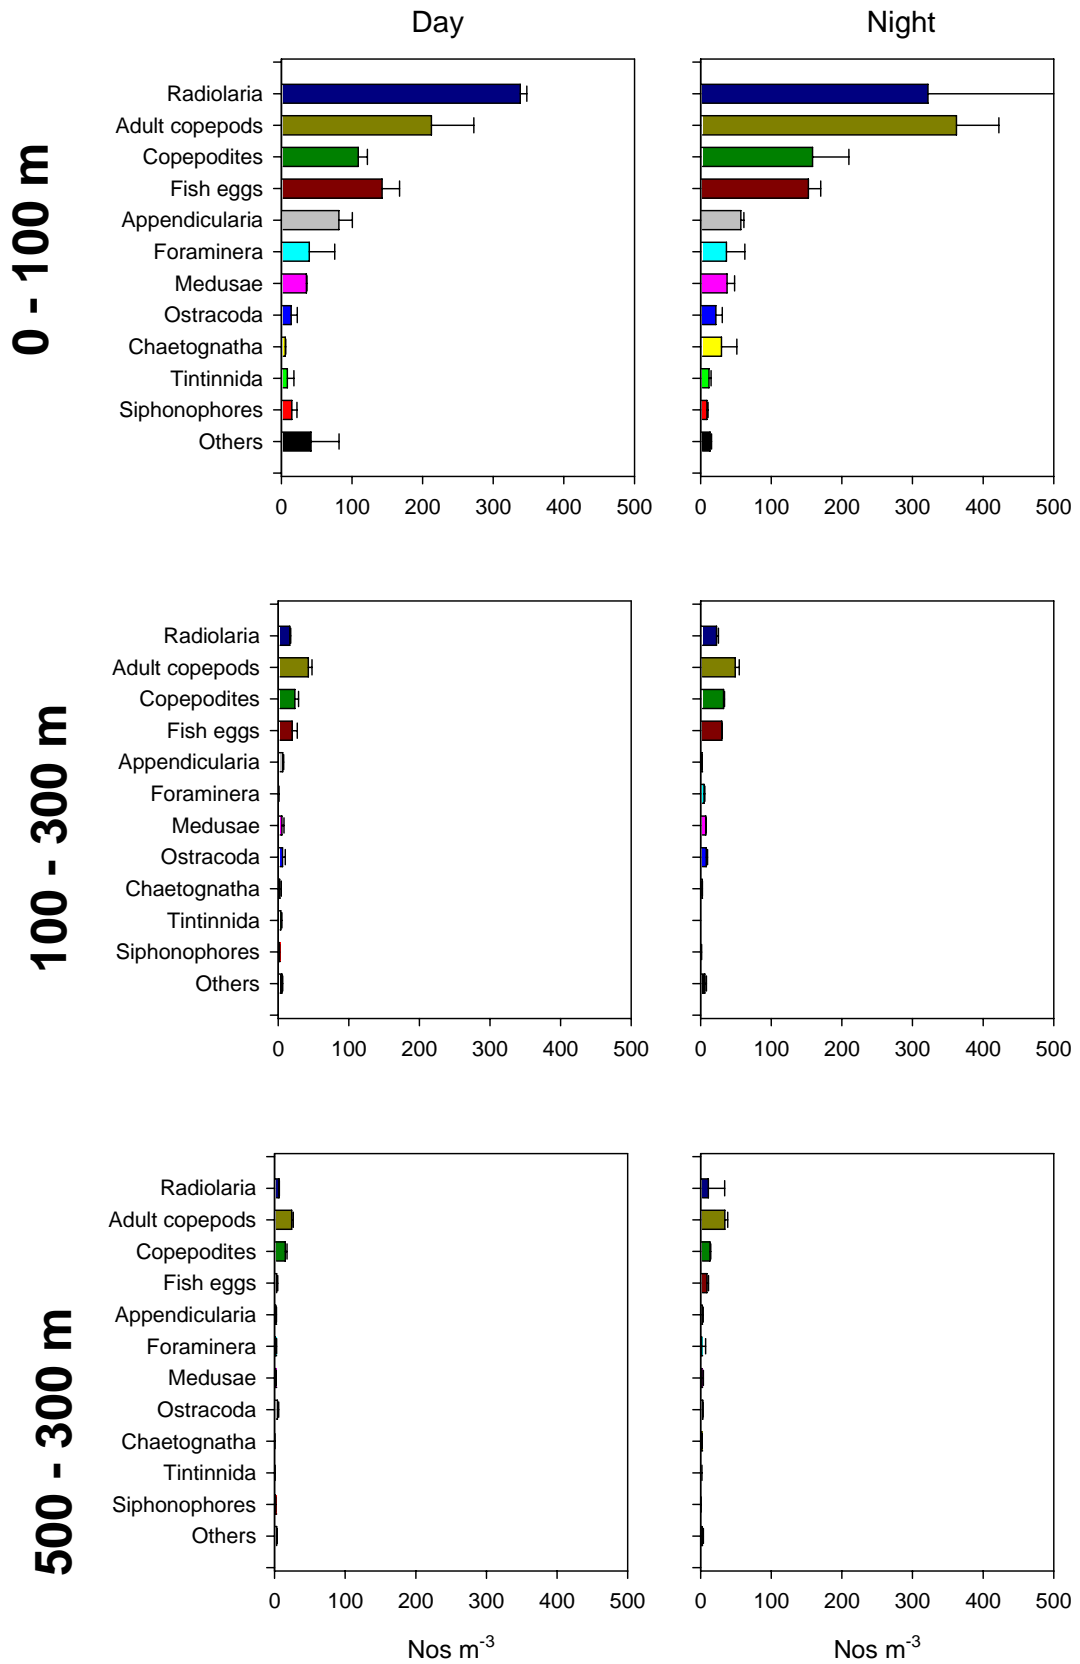 Day
Night
0 - 100 m
Radiolaria
Adult copepods
Copepodites
Fish eggs
Appendicularia
Foraminera
Medusae
Ostracoda
Chaetognatha
Tintinnida
Siphonophores
Others
0 100 200 300 400 500
0 100 200 300 400 500
100 - 300 m
Radiolaria
Adult copepods
Copepodites
Fish eggs
Appendicularia
Foraminera
Medusae
Ostracoda
Chaetognatha
Tintinnida
Siphonophores
Others
0 100 200 300 400 500
0 100 200 300 400 500
500 - 300 m
Radiolaria
Adult copepods
Copepodites
Fish eggs
Appendicularia
Foraminera
Medusae
Ostracoda
Chaetognatha
Tintinnida
Siphonophores
Others
0 100 200 300 400 500
0 100 200 300 400 500
Nos m⁻³
Nos m⁻³